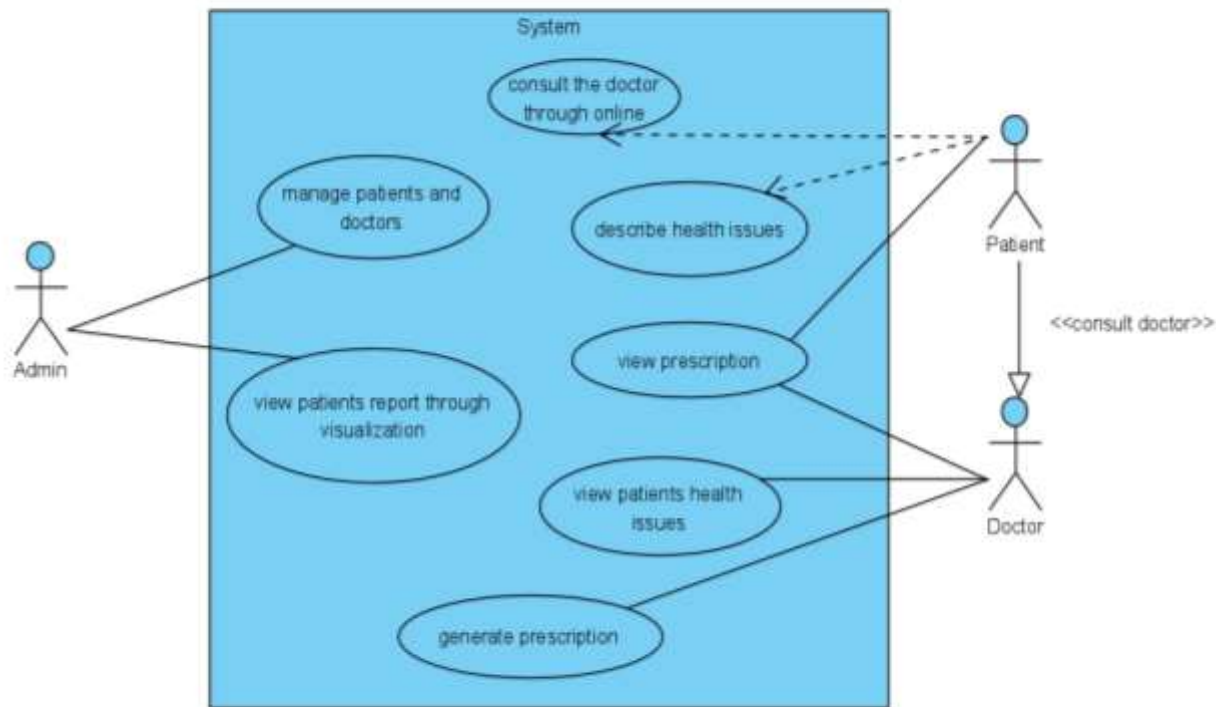 System
consult the doctor
through online
manage patients and
doctors
describe health issues
Patient
<<consult doctor>>
Admin
view prescription
view patients report through
visualization
view patients health
issues
Doctor
generate prescription